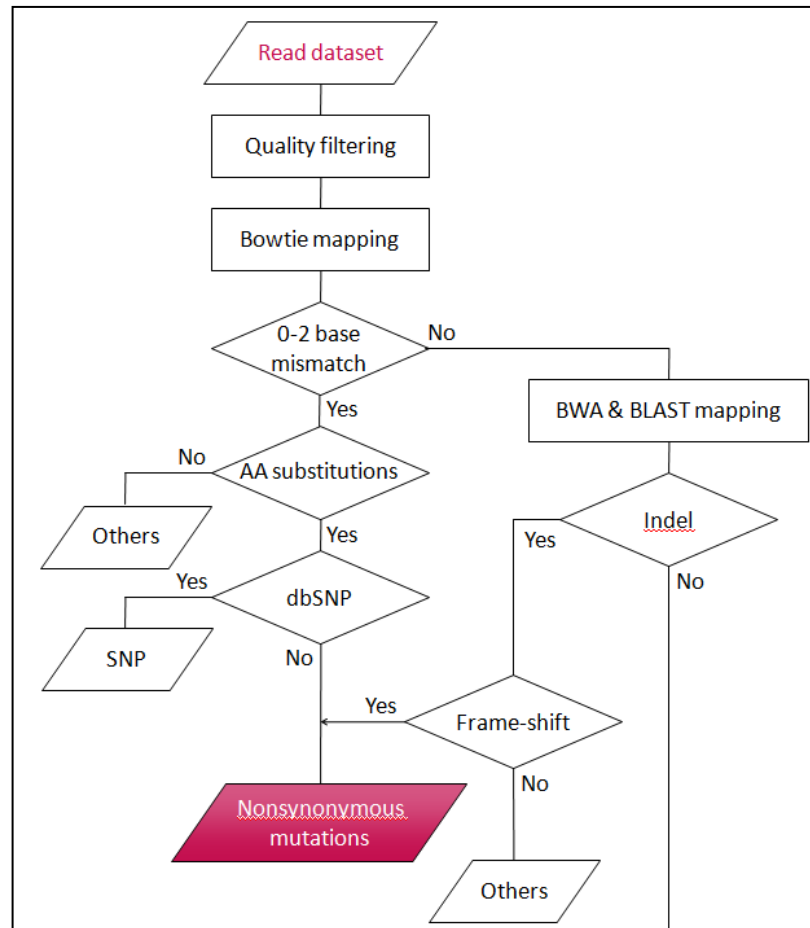 Read dataset
Quality filtering
Bowtie mapping
0-2 base
mismatch
No
Yes
BWA & BLAST mapping
AA substitutions
No
Others
Yes
Indel
Yes
No
dbSNP
Yes
SNP
No
Frame-shift
Yes
No
Nonsynonymous
mutations
Others